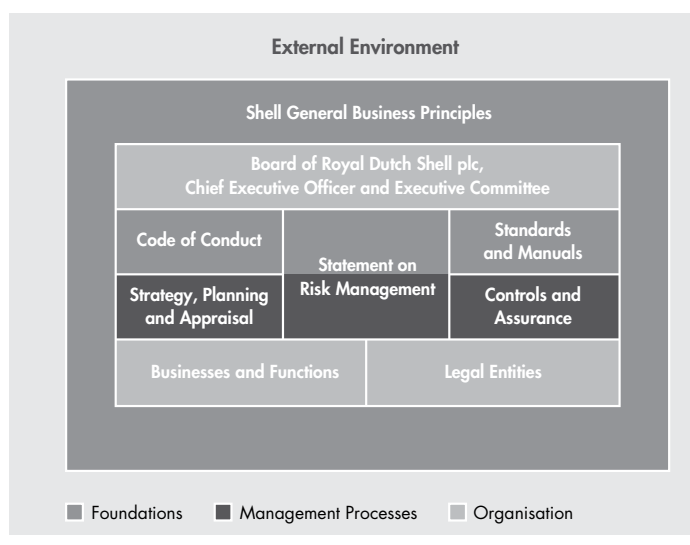 External Environment
Shell General Business Principles
Board of Royal Dutch Shell plc,
Chief Executive Officer and Executive Committee
Code of Conduct
Statement on
Risk Management
Standards
and Manuals
Strategy, Planning
and Appraisal
Controls and
Assurance
Businesses and Functions
Legal Entities
Foundations
Management Processes
Organisation